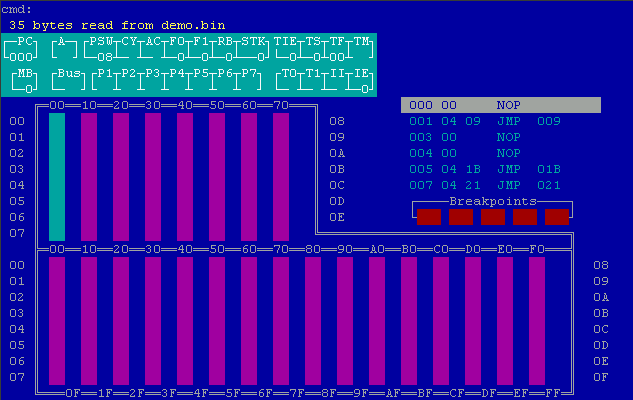 cmd:
35 bytes read from demo.bin
PC A PSW CY AC F0 F1 RB STK TIE TS TF TM
000 08 0 0 0 0 0 0 00
MB Bus P1 P2 P3 P4 P5 P6 P7 T0 T1 II IE
0 0
00 10 20 30 40 50 60 70
000 00 NOP
00 08 001 04 09 JMP 009
01 09 003 00 NOP
02 0A 004 00 NOP
03 0B 005 04 1B JMP 01B
04 0C 007 04 21 JMP 021
05 0D Breakpoints
06 0E
07
00 10 20 30 40 50 60 70 80 90 A0 B0 C0 D0 E0 F0
00 08
01 09
02 0A
03 0B
04 0C
05 0D
06 0E
07 0F
0F 1F 2F 3F 4F 5F 6F 7F 8F 9F AF BF CF DF EF FF